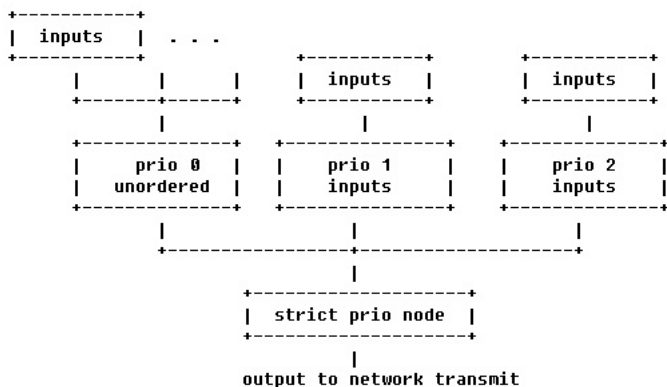 inputs . . .
inputs inputs
prio 0 prio 1 prio 2
unordered inputs inputs
strict prio node
output to network transmit